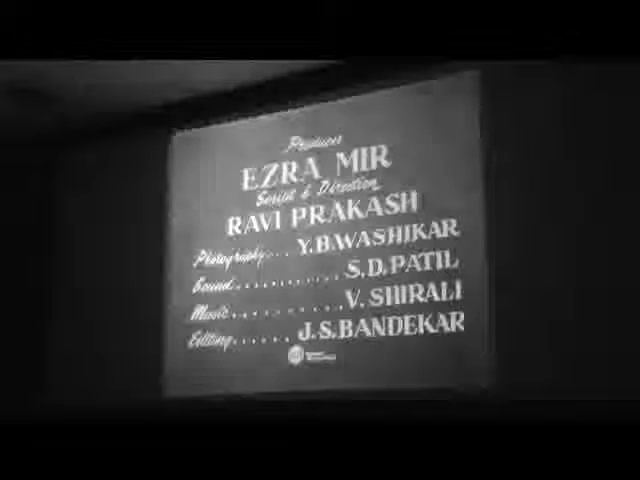 Producer
EZRA MIR
Script & Direction
RAVI PRAKASH
Photography... Y.B.WASHIKAR
Sound............ S.D.PATIL
Music............ V. SHIRALI
Editing...... J.S.BANDEKAR